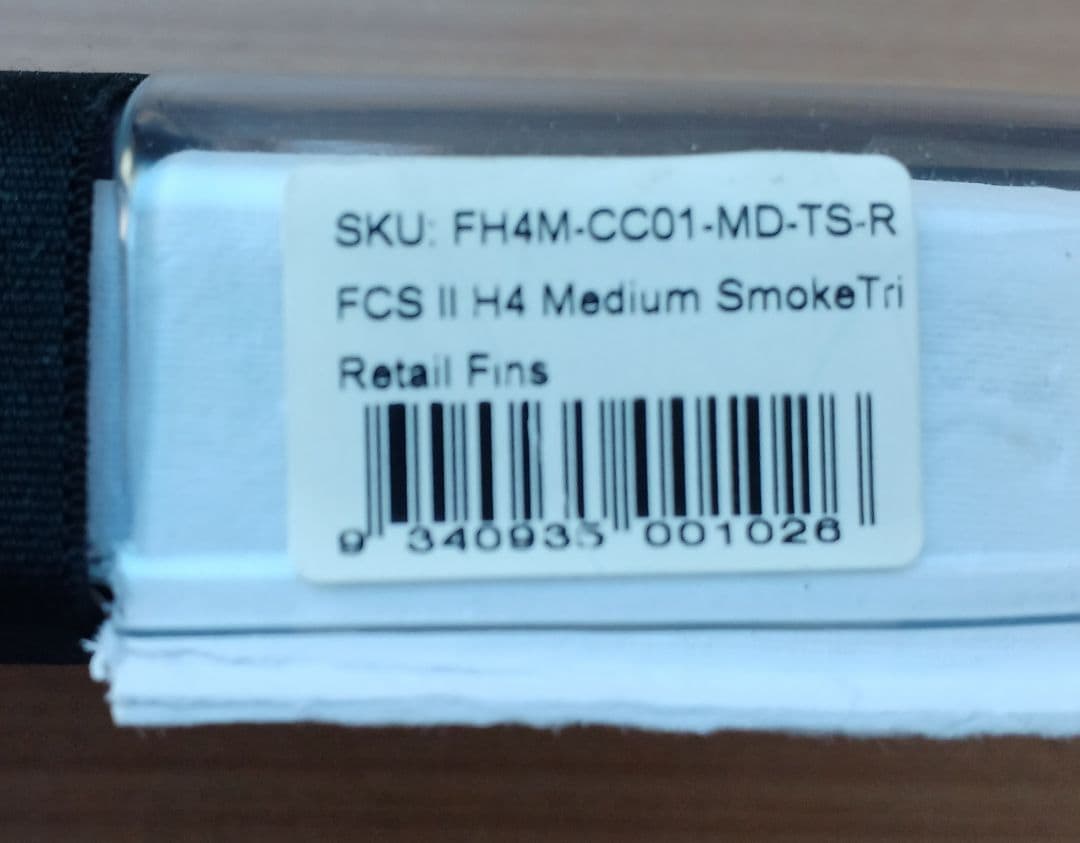 SKU: FH4M-CC01-MD-TS-R
FCS II H4 Medium SmokeTri
Retail Fins
9 340935 001026